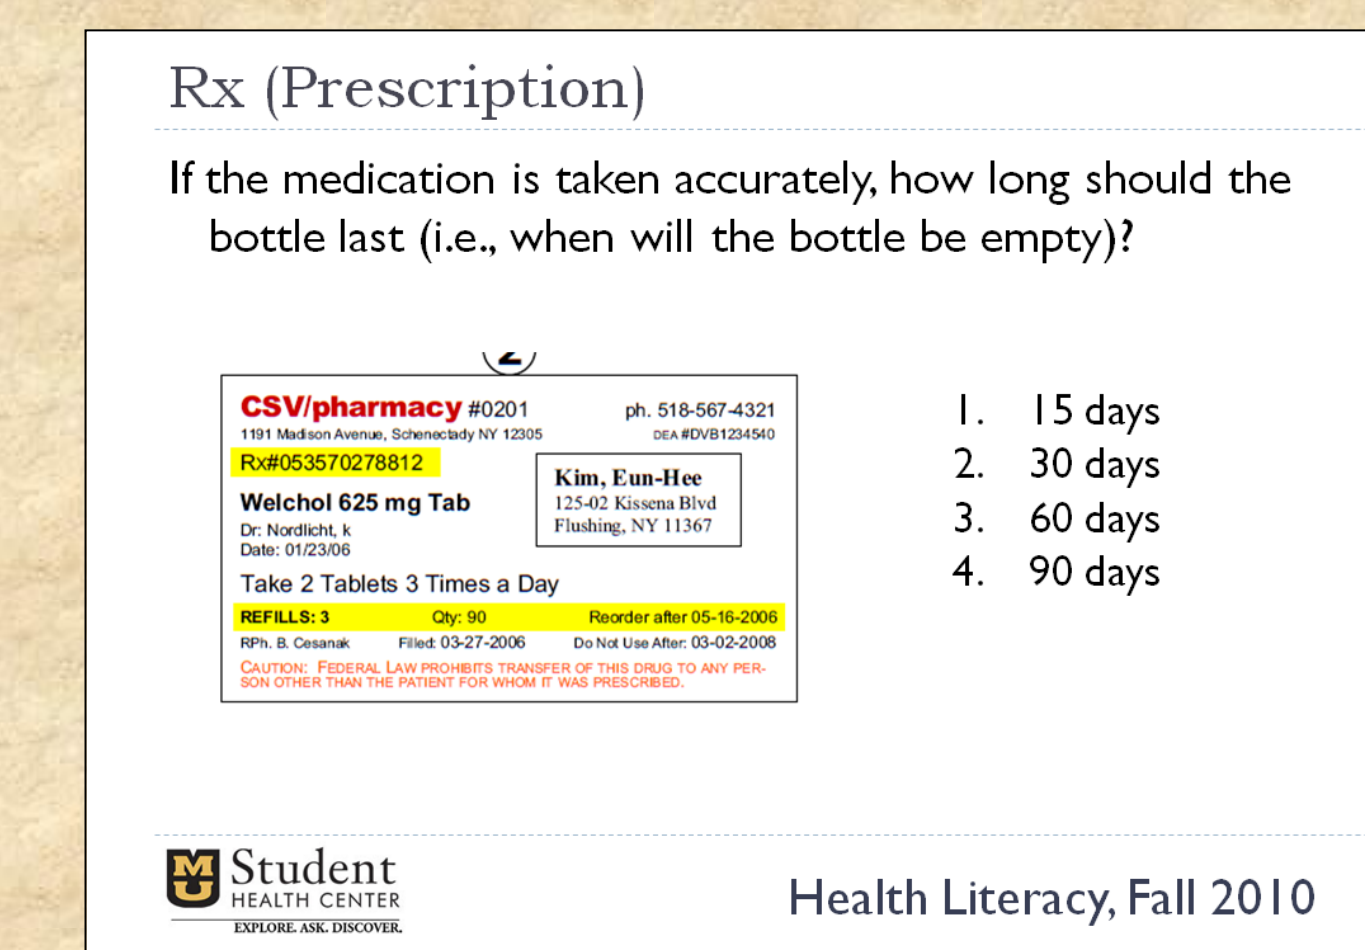 Rx (Prescription)
If the medication is taken accurately, how long should the
bottle last (i.e., when will the bottle be empty)?
2
CSV/pharmacy #0201 ph. 518-567-4321
1191 Madison Avenue, Schenectady NY 12305 DEA #DVB1234540
Rx#053570278812
Kim, Eun-Hee
125-02 Kissena Blvd
Flushing, NY 11367
Welchol 625 mg Tab
Dr: Nordlicht, k
Date: 01/23/06
Take 2 Tablets 3 Times a Day
REFILLS: 3 Qty: 90 Reorder after 05-16-2006
RPh. B. Cesanak Filled: 03-27-2006 Do Not Use After: 03-02-2008
CAUTION: FEDERAL LAW PROHIBITS TRANSFER OF THIS DRUG TO ANY PER-
SON OTHER THAN THE PATIENT FOR WHOM IT WAS PRESCRIBED.
1. 15 days
2. 30 days
3. 60 days
4. 90 days
MU Student
HEALTH CENTER
EXPLORE. ASK. DISCOVER.
Health Literacy, Fall 2010